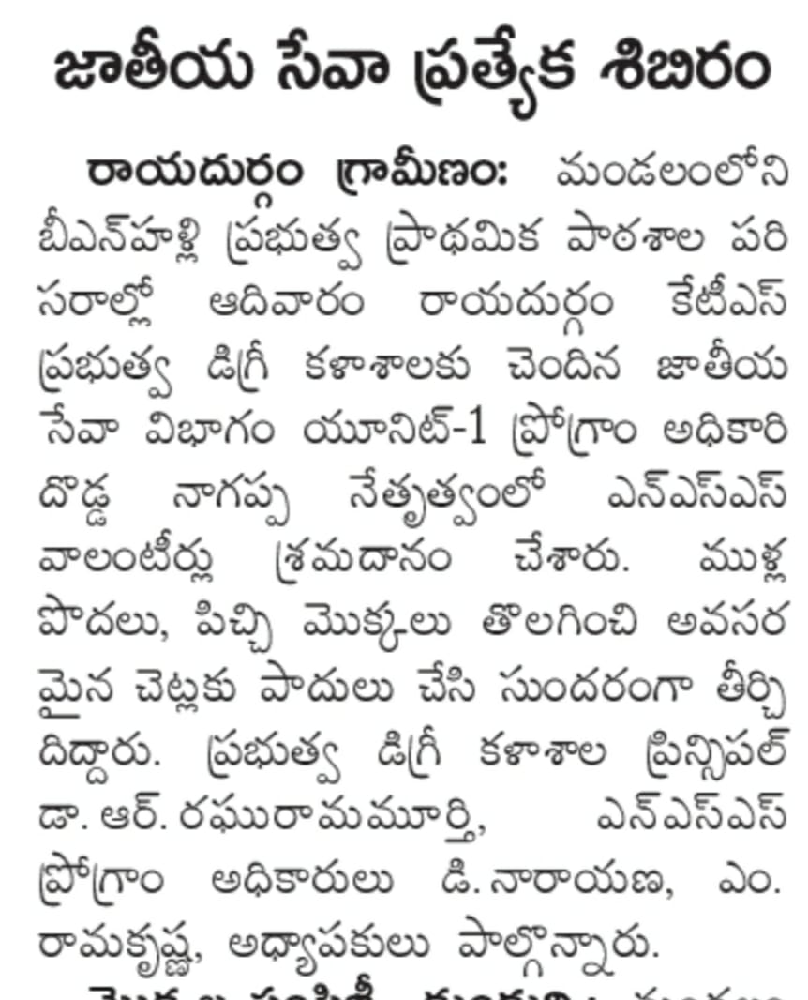 జాతీయ సేవా ప్రత్యేక శిబిరం
రాయదుర్గం గ్రామీణం: మండలంలోని
బీఎన్‌హళ్లి ప్రభుత్వ ప్రాథమిక పాఠశాల పరి
సరాల్లో ఆదివారం రాయదుర్గం కేటీఎస్
ప్రభుత్వ డిగ్రీ కళాశాలకు చెందిన జాతీయ
సేవా విభాగం యూనిట్-1 ప్రోగ్రాం అధికారి
దొడ్డ నాగప్ప నేతృత్వంలో ఎన్ఎస్ఎస్
వాలంటీర్లు శ్రమదానం చేశారు. ముళ్ల
పొదలు, పిచ్చి మొక్కలు తొలగించి అవసర
మైన చెట్లకు పాదులు చేసి సుందరంగా తీర్చి
దిద్దారు. ప్రభుత్వ డిగ్రీ కళాశాల ప్రిన్సిపల్
డా. ఆర్. రఘురామమూర్తి, ఎన్ఎస్ఎస్
ప్రోగ్రాం అధికారులు డి. నారాయణ, ఎం.
రామకృష్ణ, అధ్యాపకులు పాల్గొన్నారు.